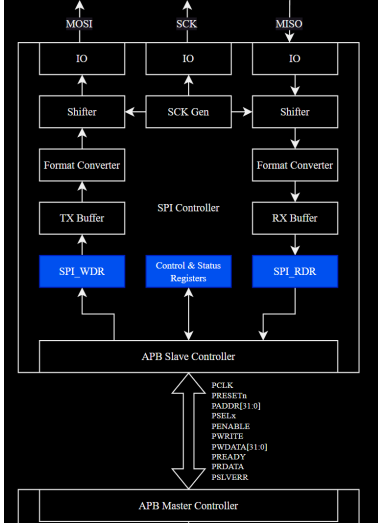 MOSI
SCK
MISO
IO
IO
IO
Shifter
SCK Gen
Shifter
Format Converter
Format Converter
SPI Controller
TX Buffer
RX Buffer
SPI_WDR
Control & Status
Registers
SPI_RDR
APB Slave Controller
PCLK
PRESETn
PADDR[31:0]
PSELx
PENABLE
PWRITE
PWDATA[31:0]
PREADY
PRDATA
PSLVERR
APB Master Controller